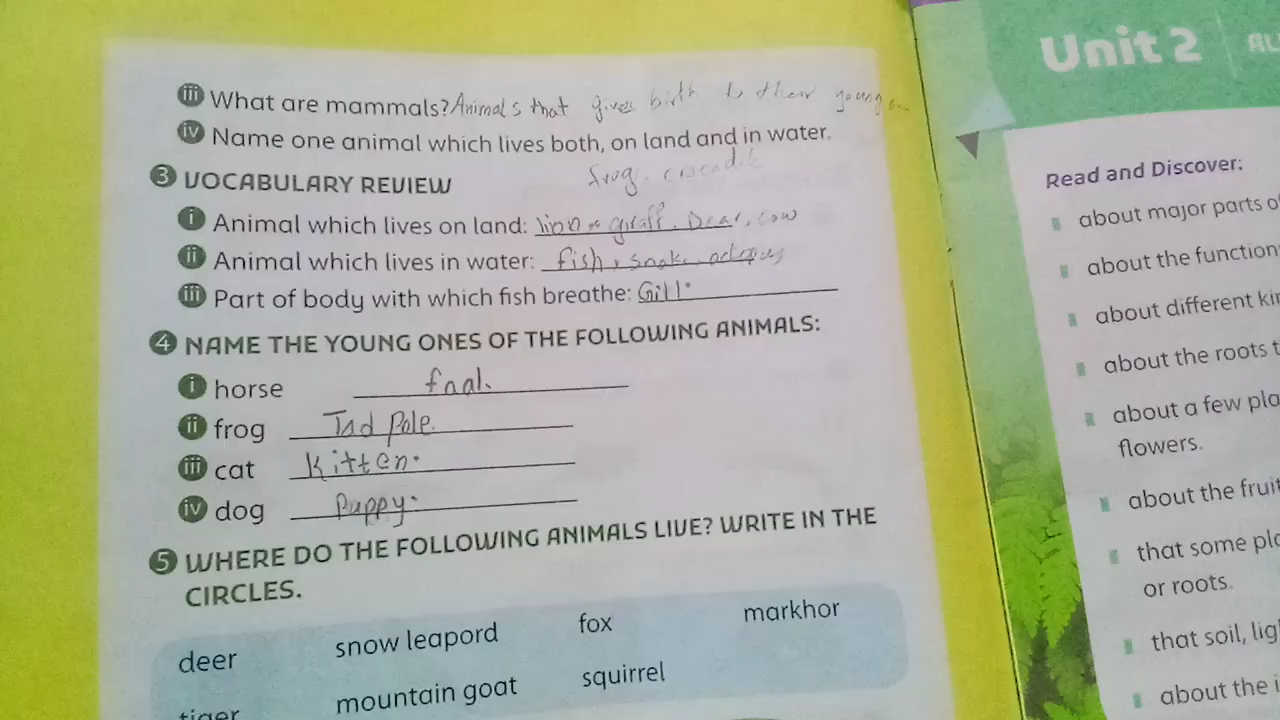 iii What are mammals? Animals that gives birth to their young
iv Name one animal which lives both, on land and in water.
frog, crocodile
3 VOCABULARY REVIEW
i Animal which lives on land: lion giraff, Dear, cow
ii Animal which lives in water: fish, snake, octopus
iii Part of body with which fish breathe: Gill
4 NAME THE YOUNG ONES OF THE FOLLOWING ANIMALS:
i horse foal.
ii frog Tad pole.
iii cat Kitten.
iv dog Puppy.
5 WHERE DO THE FOLLOWING ANIMALS LIVE? WRITE IN THE
CIRCLES.
deer snow leapord fox markhor
tiger mountain goat squirrel
Unit 2
Read and Discover:
about major parts
about the function
about different
about the roots
about a few
flowers.
about the fruit
that some
or roots.
that soil,
about the